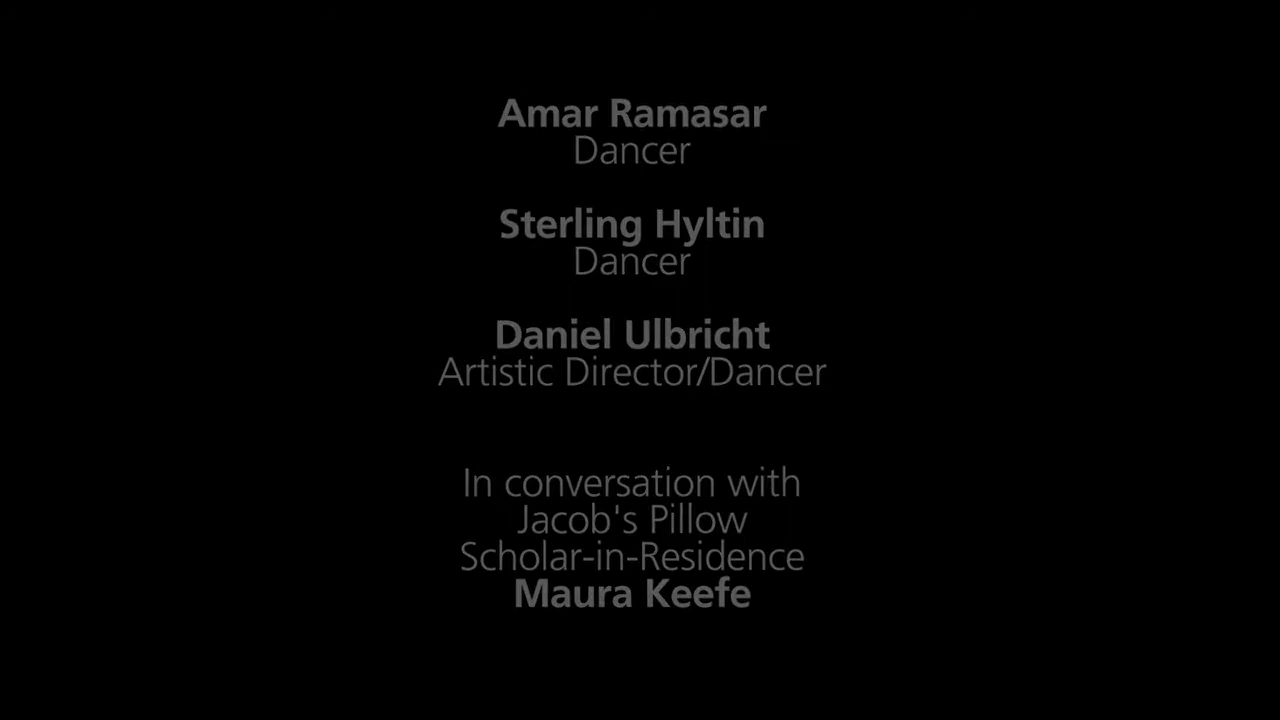 Amar Ramasar
Dancer
Sterling Hyltin
Dancer
Daniel Ulbricht
Artistic Director/Dancer
In conversation with
Jacob's Pillow
Scholar-in-Residence
Maura Keefe